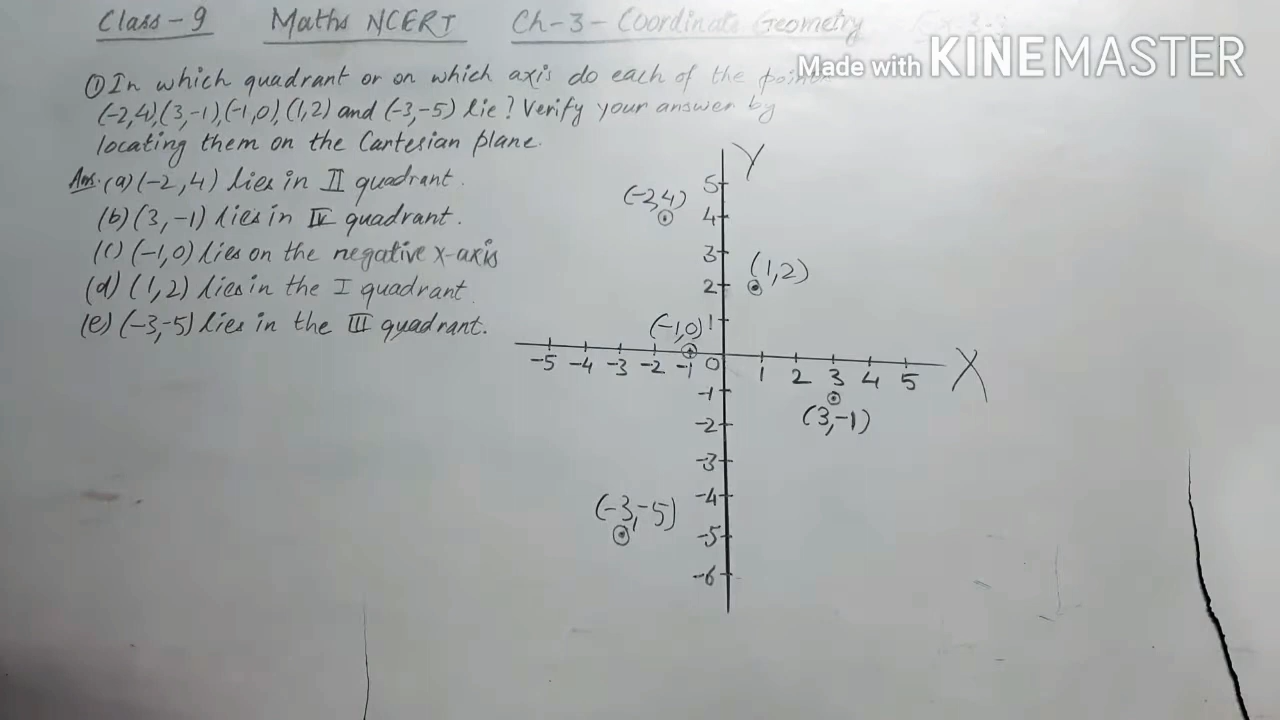 Class-9 Maths NCERT Ch-3- Coordinate Geometry
Made with KINEMASTER
① In which quadrant or on which axis do each of the points
(-2,4),(3,-1),(-1,0),(1,2) and (-3,-5) lie? Verify your answer by
locating them on the Cartesian plane.
Ans. (a) (-2,4) lies in II quadrant.
(b) (3,-1) lies in IV quadrant.
(c) (-1,0) lies on the negative x-axis
(d) (1,2) lies in the I quadrant
(e) (-3,-5) lies in the III quadrant.
Y
5
(-2,4)
4
3
(1,2)
2
(-1,0) 1
-5 -4 -3 -2 -1 0 1 2 3 4 5 X
-1
(3,-1)
-2
-3
-4
(-3,-5)
-5
-6